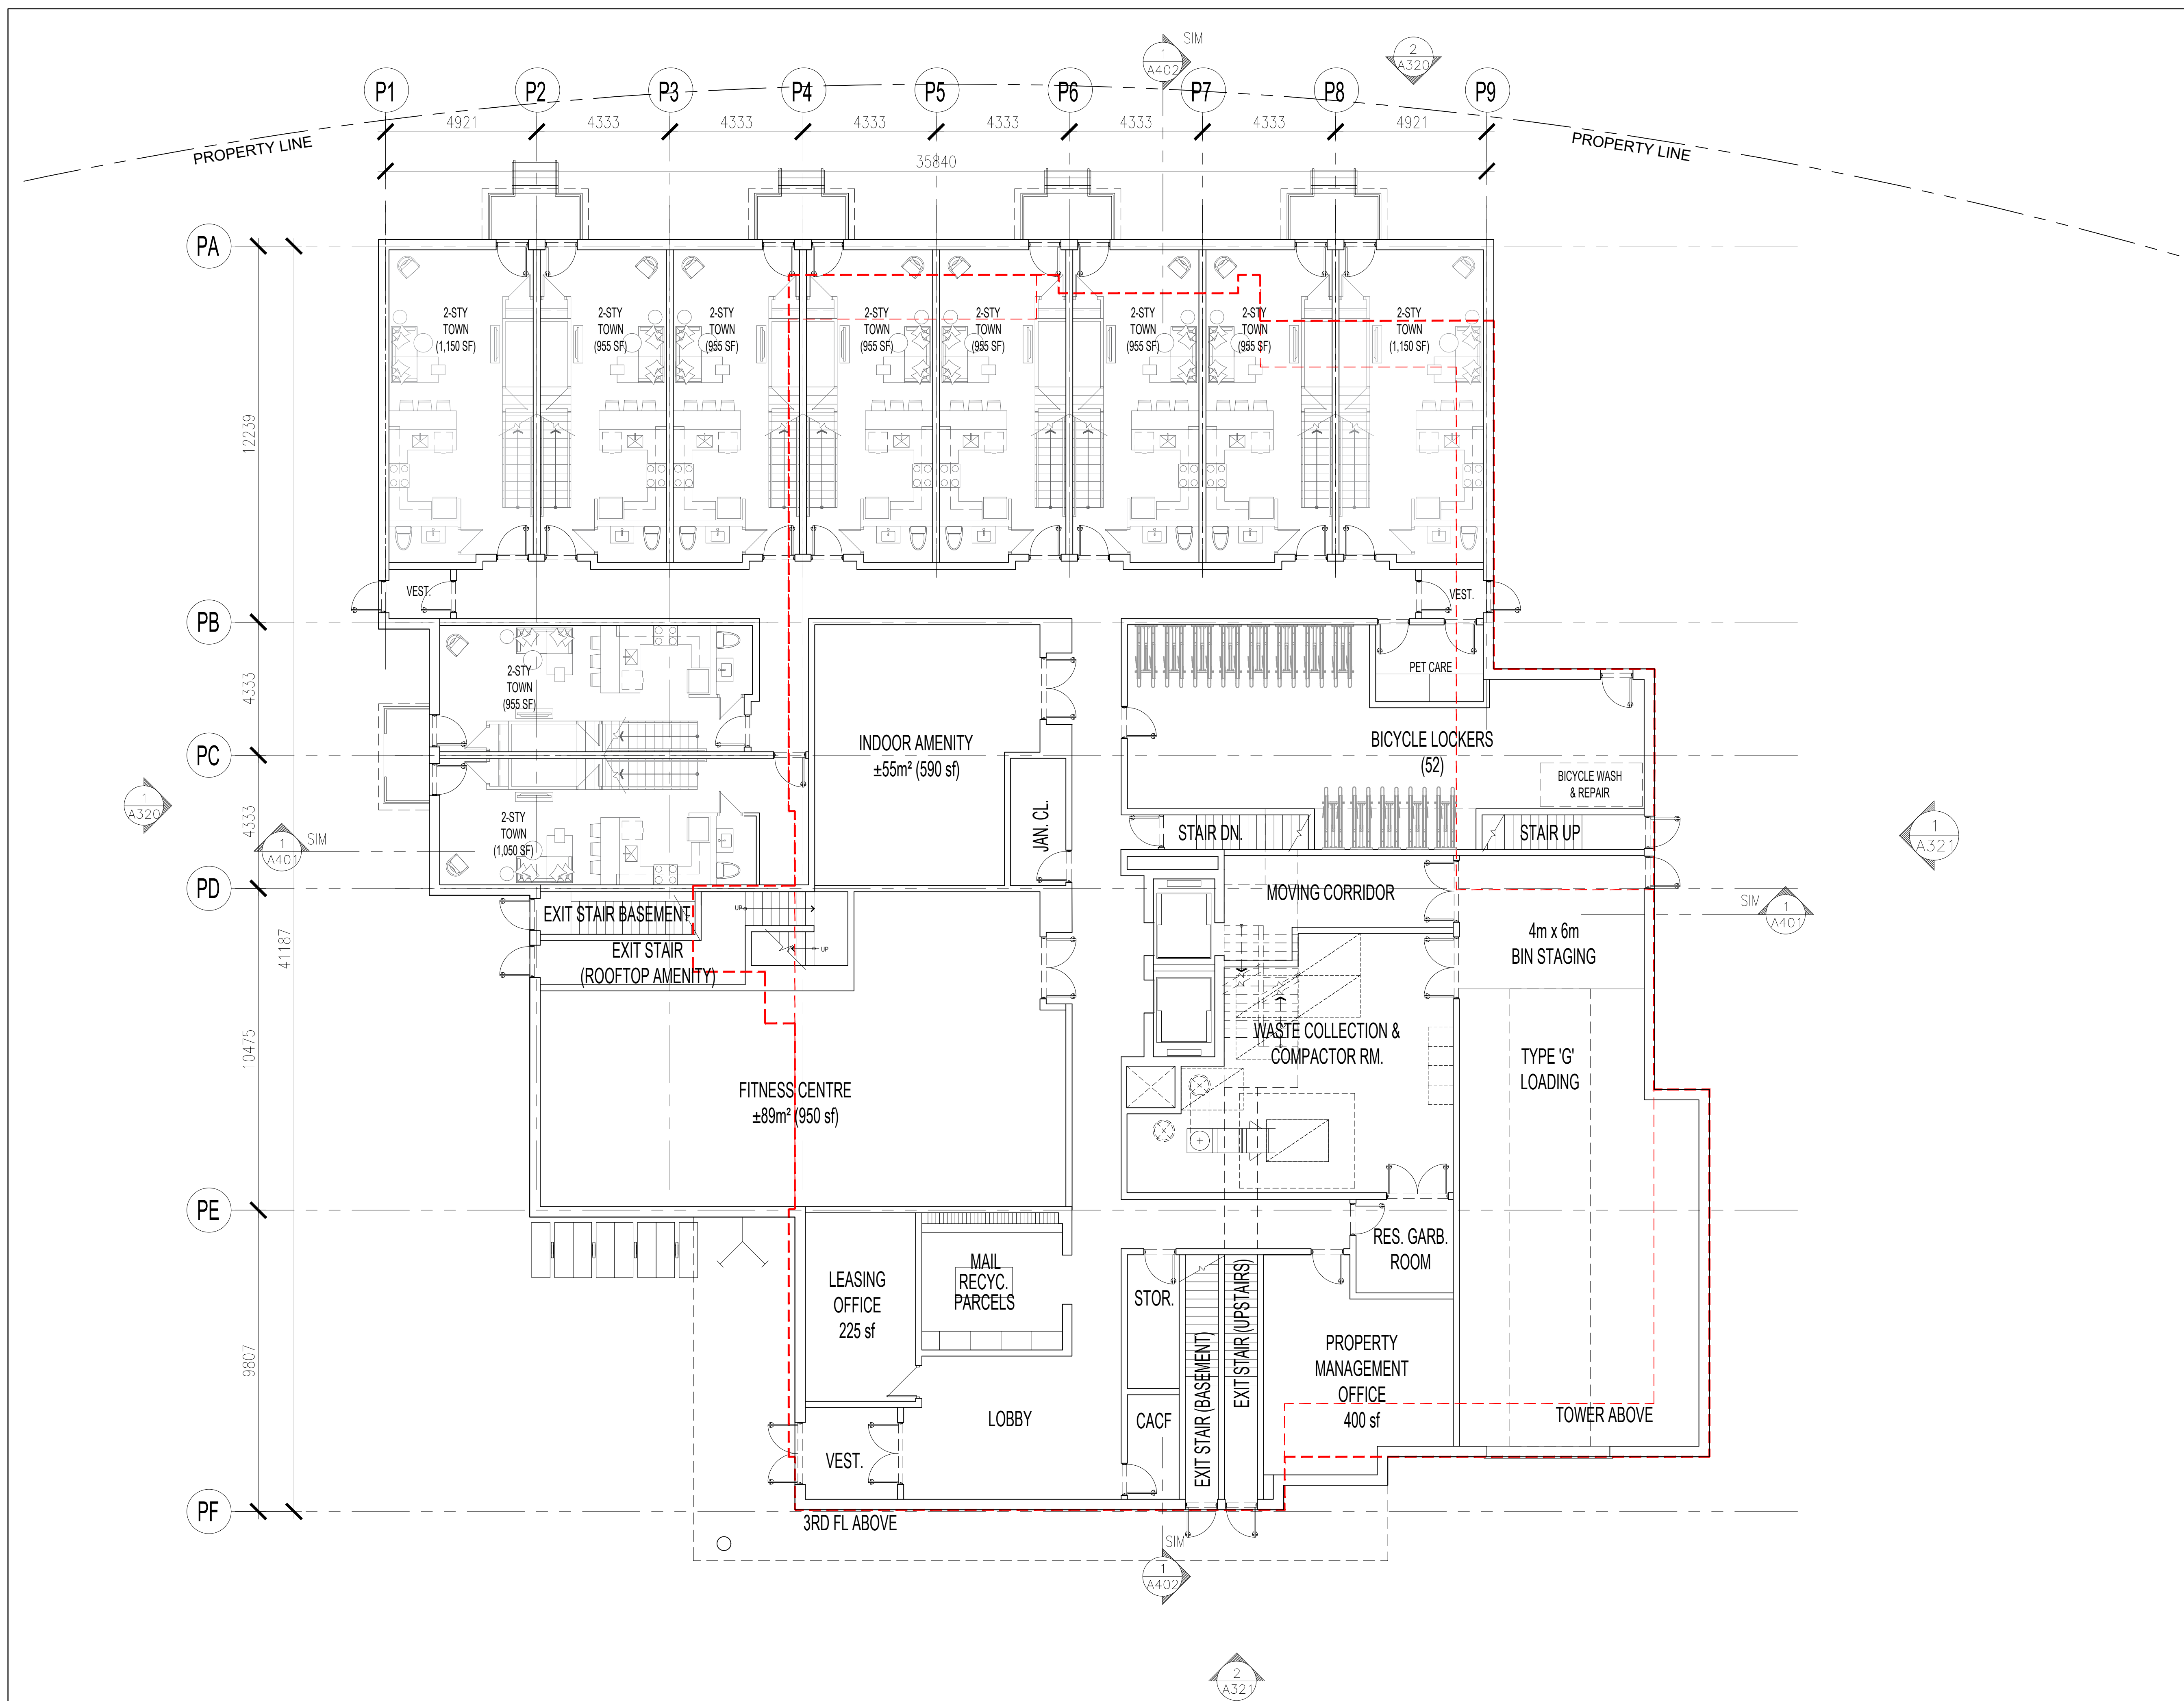 SIM
1
A402
2
A320
P1
P2
P3
P4
P5
P6
P7
P8
P9
4921
4333
4333
4333
4333
4333
4333
4921
35840
PROPERTY LINE
PROPERTY LINE
PA
2-STY
TOWN
(1,150 SF)
2-STY
TOWN
(955 SF)
2-STY
TOWN
(955 SF)
2-STY
TOWN
(955 SF)
2-STY
TOWN
(955 SF)
2-STY
TOWN
(955 SF)
2-STY
TOWN
(955 SF)
2-STY
TOWN
(1,150 SF)
12239
VEST.
VEST.
PB
4333
2-STY
TOWN
(955 SF)
PET CARE
INDOOR AMENITY
±55m² (590 sf)
BICYCLE LOCKERS
(52)
BICYCLE WASH
& REPAIR
PC
1
A320
4333
1
A401
SIM
2-STY
TOWN
(1,050 SF)
JAN. CL.
STAIR DN.
STAIR UP
1
A321
PD
MOVING CORRIDOR
SIM
1
A401
EXIT STAIR BASEMENT
UP
UP
EXIT STAIR
(ROOFTOP AMENITY)
4m x 6m
BIN STAGING
41187
10475
WASTE COLLECTION &
COMPACTOR RM.
TYPE 'G'
LOADING
FITNESS CENTRE
±89m² (950 sf)
PE
RES. GARB.
ROOM
MAIL
RECYC.
PARCELS
LEASING
OFFICE
225 sf
STOR.
EXIT STAIR (BASEMENT)
EXIT STAIR (UPSTAIRS)
PROPERTY
MANAGEMENT
OFFICE
400 sf
9807
LOBBY
CACF
TOWER ABOVE
VEST.
PF
3RD FL ABOVE
SIM
1
A402
2
A321